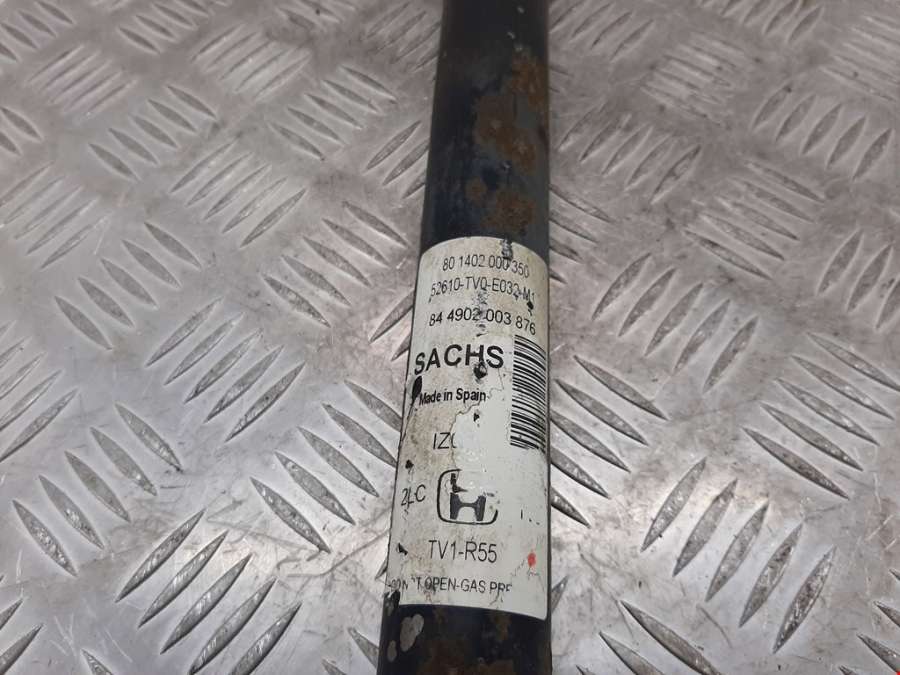 80 1402 000 350
52610-TV0-E032-M1
84 4902 003 876
SACHS
Made in Spain
2LC
TV1-R55
OPEN-GAS